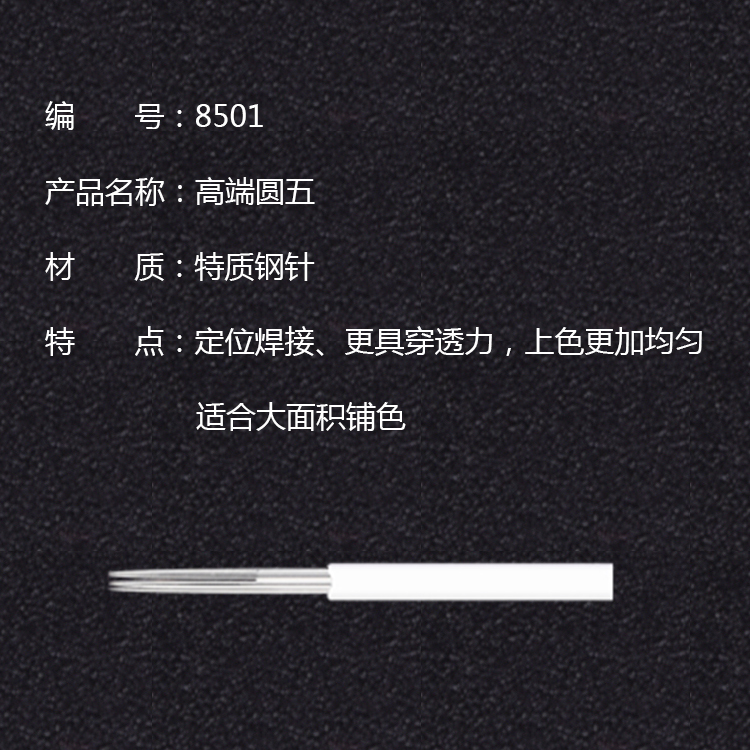 编　　号：8501
产品名称：高端圆五
材　　质：特质钢针
特　　点：定位焊接、更具穿透力，上色更加均匀
适合大面积铺色